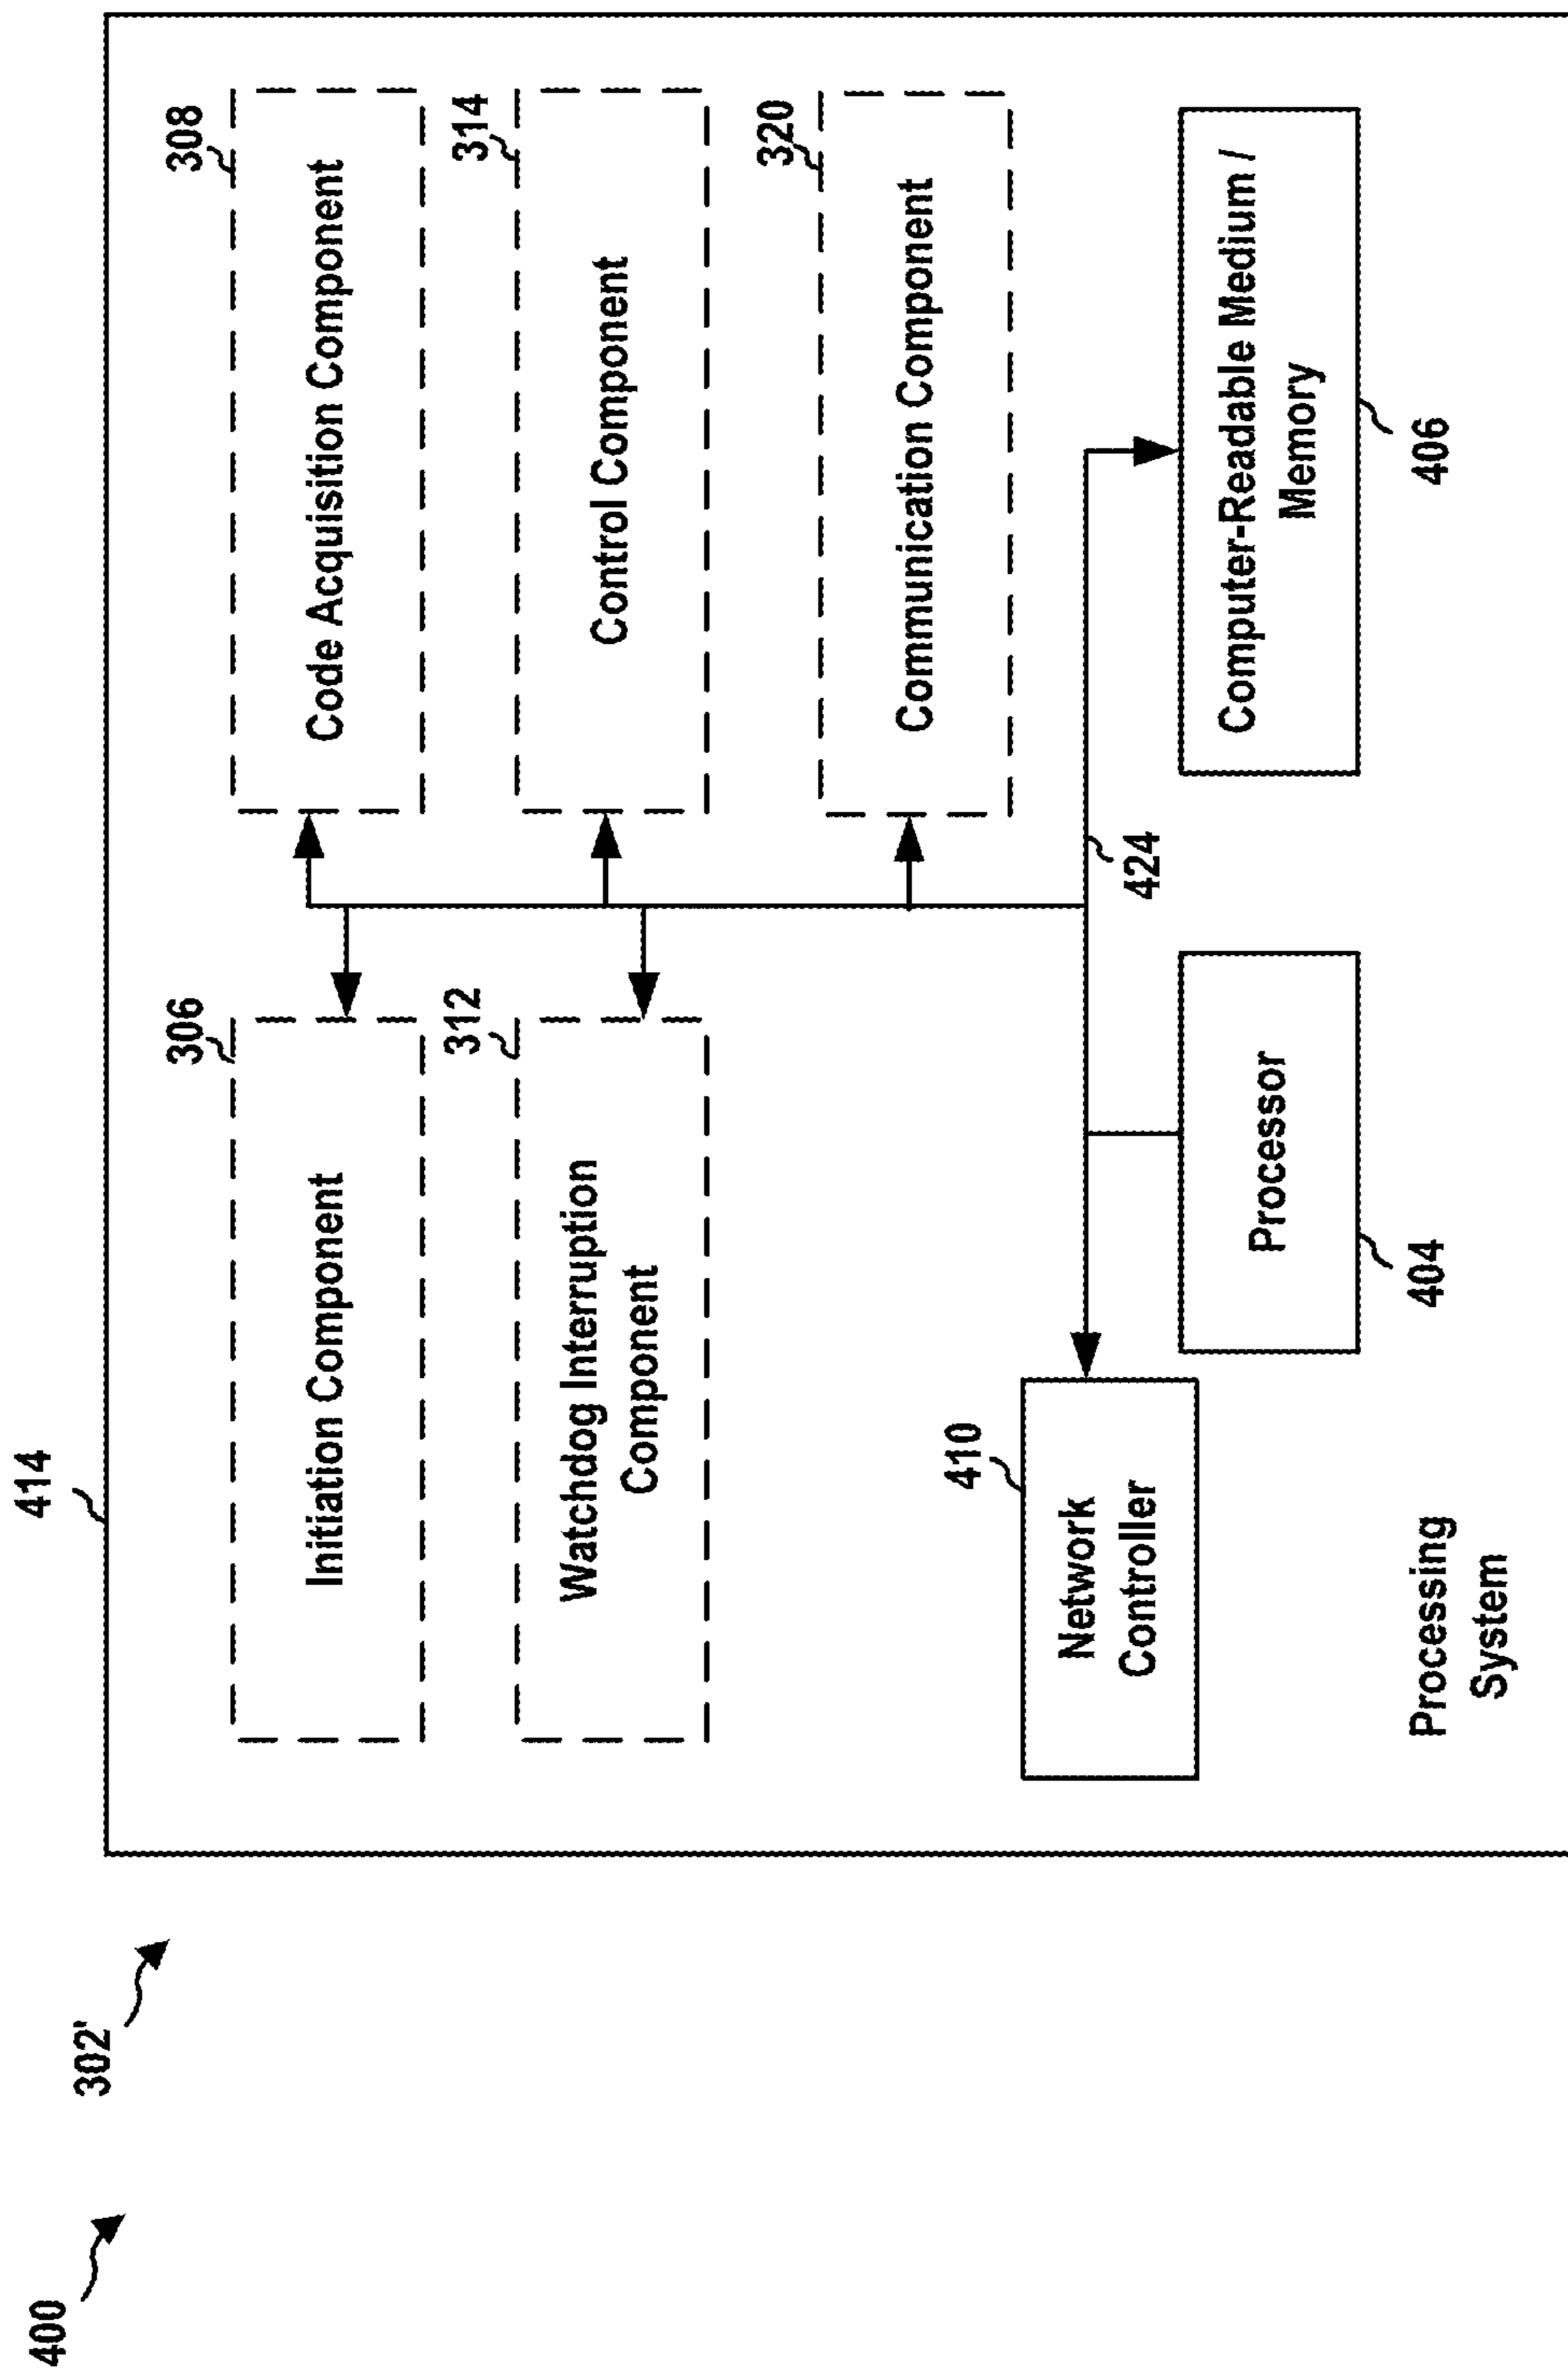 400
302'
414
306
Initiation Component
308
Code Acquisition Component
312
Watchdog Interruption
Component
314
Control Component
320
Communication Component
410
Network
Controller
424
Processor
404
Computer-Readable Medium /
Memory
406
Processing
System